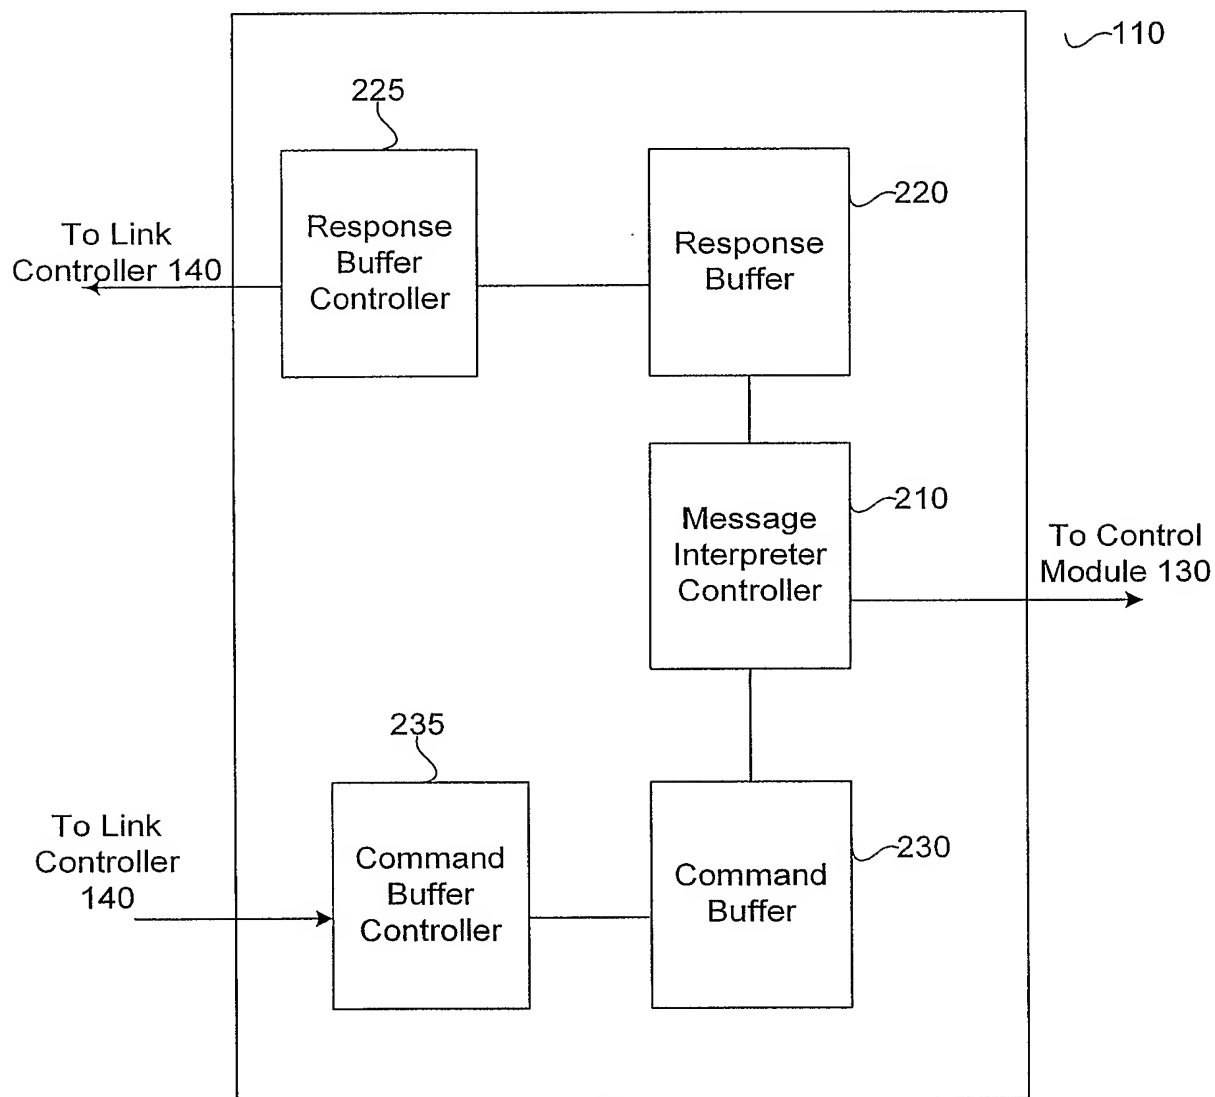 110
225
Response
Buffer
Controller
220
Response
Buffer
To Link
Controller 140
210
Message
Interpreter
Controller
To Control
Module 130
235
Command
Buffer
Controller
230
Command
Buffer
To Link
Controller
140